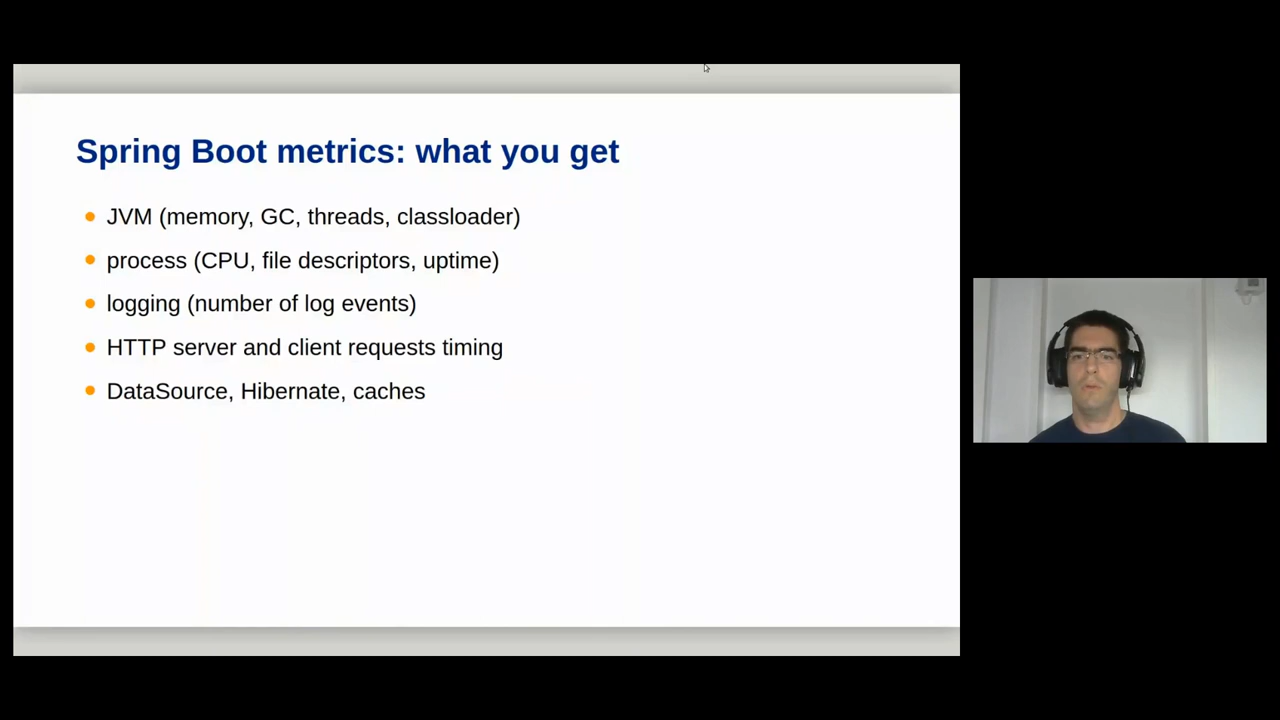 Spring Boot metrics: what you get
JVM (memory, GC, threads, classloader)
process (CPU, file descriptors, uptime)
logging (number of log events)
HTTP server and client requests timing
DataSource, Hibernate, caches